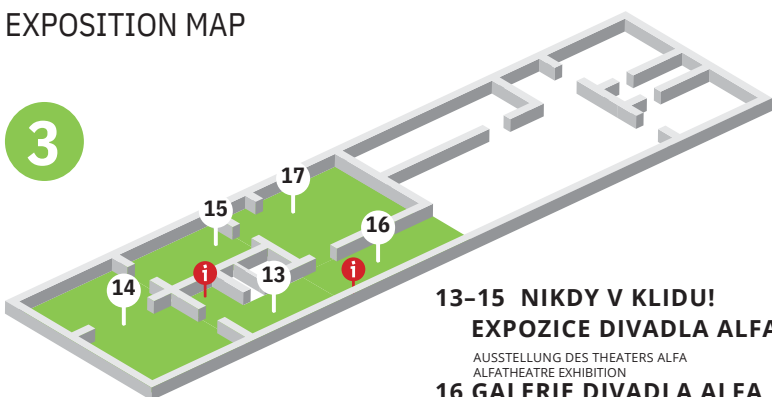 EXPOSITION MAP
3
17
15
16
i
i
13
14
13–15 NIKDY V KLIDU!
EXPOZICE DIVADLA ALFA
AUSSTELLUNG DES THEATERS ALFA
ALFATHEATRE EXHIBITION
16 GALERIE DIVADLA ALFA